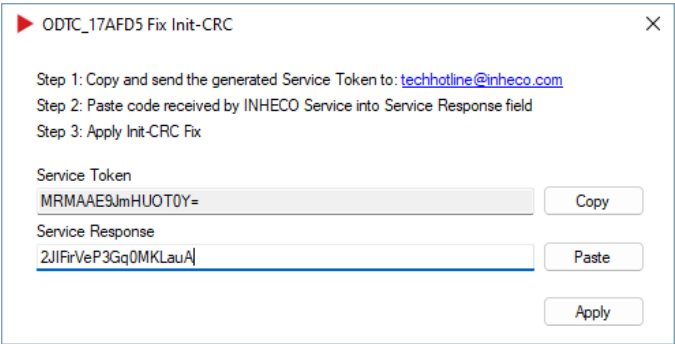 ODTC_17AFD5 Fix Init-CRC
Step 1: Copy and send the generated Service Token to: techhotline@inheco.com
Step 2: Paste code received by INHECO Service into Service Response field
Step 3: Apply Init-CRC Fix
Service Token
MRMAAE9JmHUOT0Y= Copy
Service Response
2JIFirVeP3Gq0MKLauA Paste
Apply